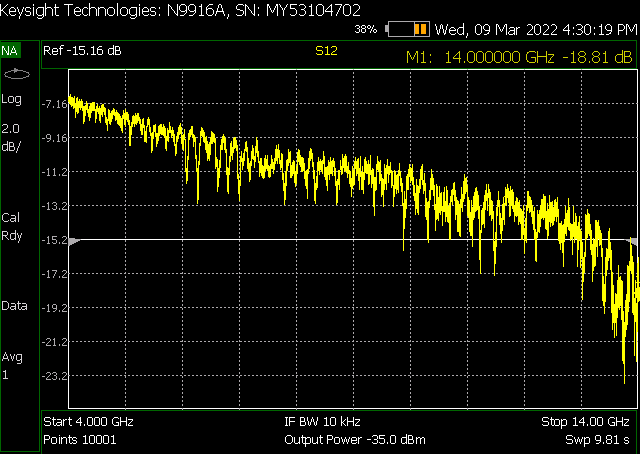 Keysight Technologies: N9916A, SN: MY53104702
38% Wed, 09 Mar 2022 4:30:19 PM
NA Ref -15.16 dB S12 M1: 14.000000 GHz -18.81 dB
Log
2.0
dB/
Cal
Rdy
Data
Avg
1
-7.16
-9.16
-11.2
-13.2
-15.2
-17.2
-19.2
-21.2
-23.2
Start 4.000 GHz IF BW 10 kHz Stop 14.00 GHz
Points 10001 Output Power -35.0 dBm Swp 9.81 s